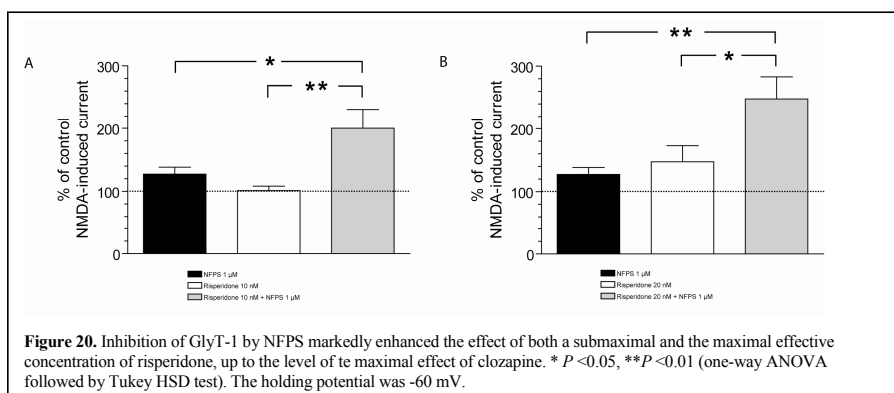 A
B
**
*
*
**
% of control
NMDA-induced current
300
200
100
0
NFPS 1 µM
Risperidone 10 nM
Risperidone 10 nM + NFPS 1µM
% of control
NMDA-induced current
300
200
100
0
NFPS 1 µM
Risperidone 20 nM
Risperidone 20 nM + NFPS 1µM
Figure 20. Inhibition of GlyT-1 by NFPS markedly enhanced the effect of both a submaximal and the maximal effective
concentration of risperidone, up to the level of te maximal effect of clozapine. * P <0.05, **P <0.01 (one-way ANOVA
followed by Tukey HSD test). The holding potential was -60 mV.